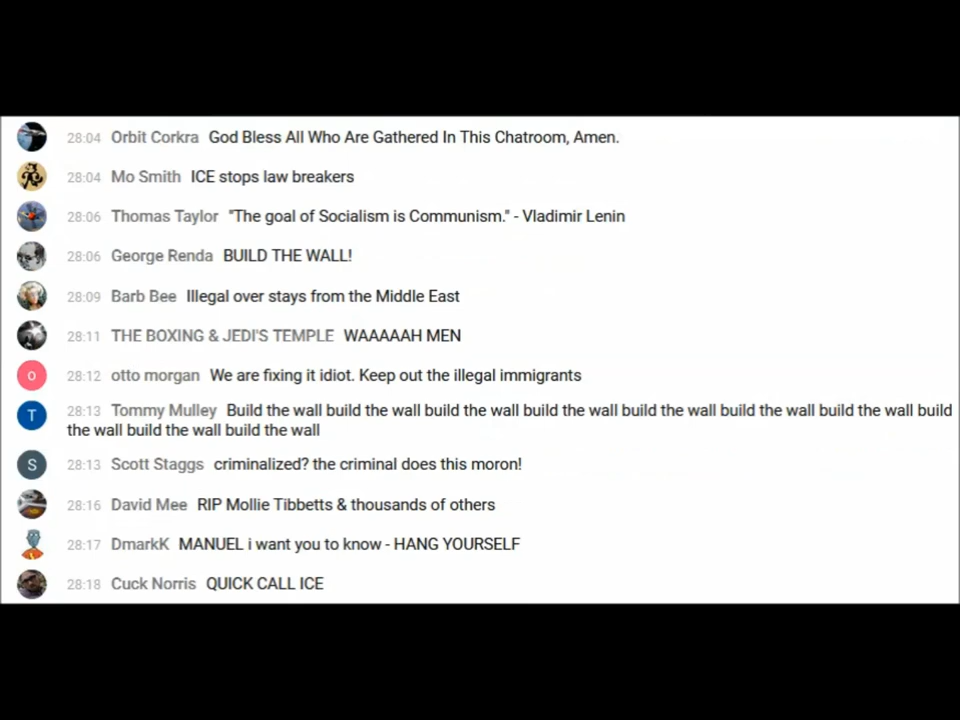 28:04 Orbit Corkra God Bless All Who Are Gathered In This Chatroom, Amen.
28:04 Mo Smith ICE stops law breakers
28:06 Thomas Taylor "The goal of Socialism is Communism." - Vladimir Lenin
28:06 George Renda BUILD THE WALL!
28:09 Barb Bee Illegal over stays from the Middle East
28:11 THE BOXING & JEDI'S TEMPLE WAAAAAH MEN
o 28:12 otto morgan We are fixing it idiot. Keep out the illegal immigrants
T 28:13 Tommy Mulley Build the wall build the wall build the wall build the wall build the wall build the wall build the wall build
the wall build the wall build the wall
S 28:13 Scott Staggs criminalized? the criminal does this moron!
28:16 David Mee RIP Mollie Tibbetts & thousands of others
28:17 DmarkK MANUEL i want you to know - HANG YOURSELF
28:18 Cuck Norris QUICK CALL ICE